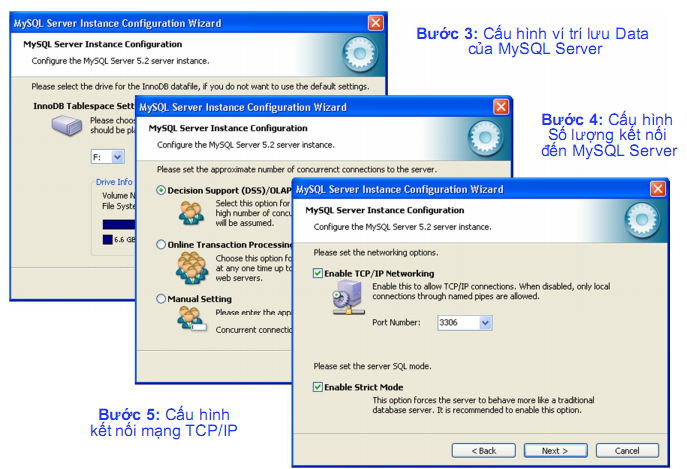 MySQL Server Instance Configuration Wizard
MySQL Server Instance Configuration
Configure the MySQL Server 5.2 server instance.
Please select the drive for the InnoDB datafile, if you do not want to use the default settings.
InnoDB Tablespace Sett
Please choos
should be pla
F:
Drive Info
Volume N
File Syste
6.6 GB
Bước 3: Cấu hình ví trí lưu Data
của MySQL Server
MySQL Server Instance Configuration Wizard
MySQL Server Instance Configuration
Configure the MySQL Server 5.2 server instance.
Please set the approximate number of concurrent connections to the server.
Decision Support (DSS)/OLAP
Select this option for
high number of concu
will be assumed.
Online Transaction Processing
Choose this option fo
at any one time up to
web servers.
Manual Setting
Please enter the app
Concurrent connectio
Bước 4: Cấu hình
Số lượng kết nối
đến MySQL Server
MySQL Server Instance Configuration Wizard
MySQL Server Instance Configuration
Configure the MySQL Server 5.2 server instance.
Please set the networking options.
Enable TCP/IP Networking
Enable this to allow TCP/IP connections. When disabled, only local
connections through named pipes are allowed.
Port Number:
3306
Please set the server SQL mode.
Enable Strict Mode
This option forces the server to behave more like a traditional
database server. It is recommended to enable this option.
< Back
Next >
Cancel
Bước 5: Cấu hình
kết nối mạng TCP/IP